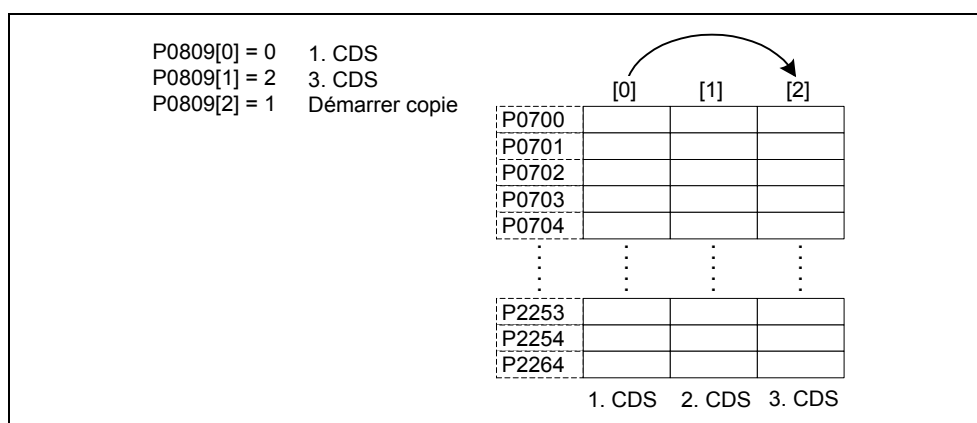 P0809[0] = 0 1. CDS
P0809[1] = 2 3. CDS
P0809[2] = 1 Démarrer copie
[0] [1] [2]
P0700
P0701
P0702
P0703
P0704
P2253
P2254
P2264
1. CDS 2. CDS 3. CDS